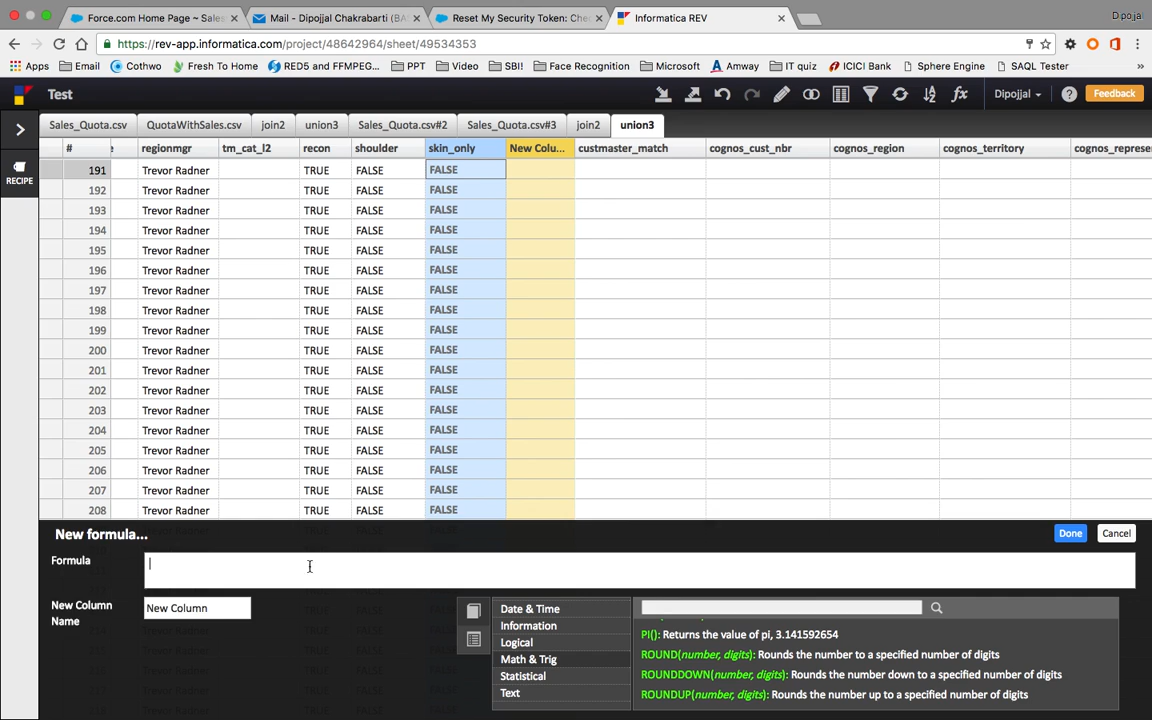 Force.com Home Page ~ Sales
Mail - Dipojjal Chakrabarti (BA
Reset My Security Token: Che
Informatica REV
Dipojjal
https://rev-app.informatica.com/project/48642964/sheet/49534353
Apps Email Cothwo Fresh To Home RED5 and FFMPEG... PPT Video SBI! Face Recognition Microsoft Amway IT quiz ICICI Bank Sphere Engine SAQL Tester »
Test
fx Dipojjal ? Feedback
Sales_Quota.csv QuotaWithSales.csv join2 union3 Sales_Quota.csv#2 Sales_Quota.csv#3 join2 union3
RECIPE
# e regionmgr tm_cat_l2 recon shoulder skin_only New Colu... custmaster_match cognos_cust_nbr cognos_region cognos_territory cognos_represe
191 Trevor Radner TRUE FALSE FALSE
192 Trevor Radner TRUE FALSE FALSE
193 Trevor Radner TRUE FALSE FALSE
194 Trevor Radner TRUE FALSE FALSE
195 Trevor Radner TRUE FALSE FALSE
196 Trevor Radner TRUE FALSE FALSE
197 Trevor Radner TRUE FALSE FALSE
198 Trevor Radner TRUE FALSE FALSE
199 Trevor Radner TRUE FALSE FALSE
200 Trevor Radner TRUE FALSE FALSE
201 Trevor Radner TRUE FALSE FALSE
202 Trevor Radner TRUE FALSE FALSE
203 Trevor Radner TRUE FALSE FALSE
204 Trevor Radner TRUE FALSE FALSE
205 Trevor Radner TRUE FALSE FALSE
206 Trevor Radner TRUE FALSE FALSE
207 Trevor Radner TRUE FALSE FALSE
208 Trevor Radner TRUE FALSE FALSE
New formula...
Done Cancel
Formula
New Column Name
New Column
Date & Time
Information
Logical
Math & Trig
Statistical
Text
PI(): Returns the value of pi, 3.141592654
ROUND(number, digits): Rounds the number to a specified number of digits
ROUNDDOWN(number, digits): Rounds the number down to a specified number of digits
ROUNDUP(number, digits): Rounds the number up to a specified number of digits